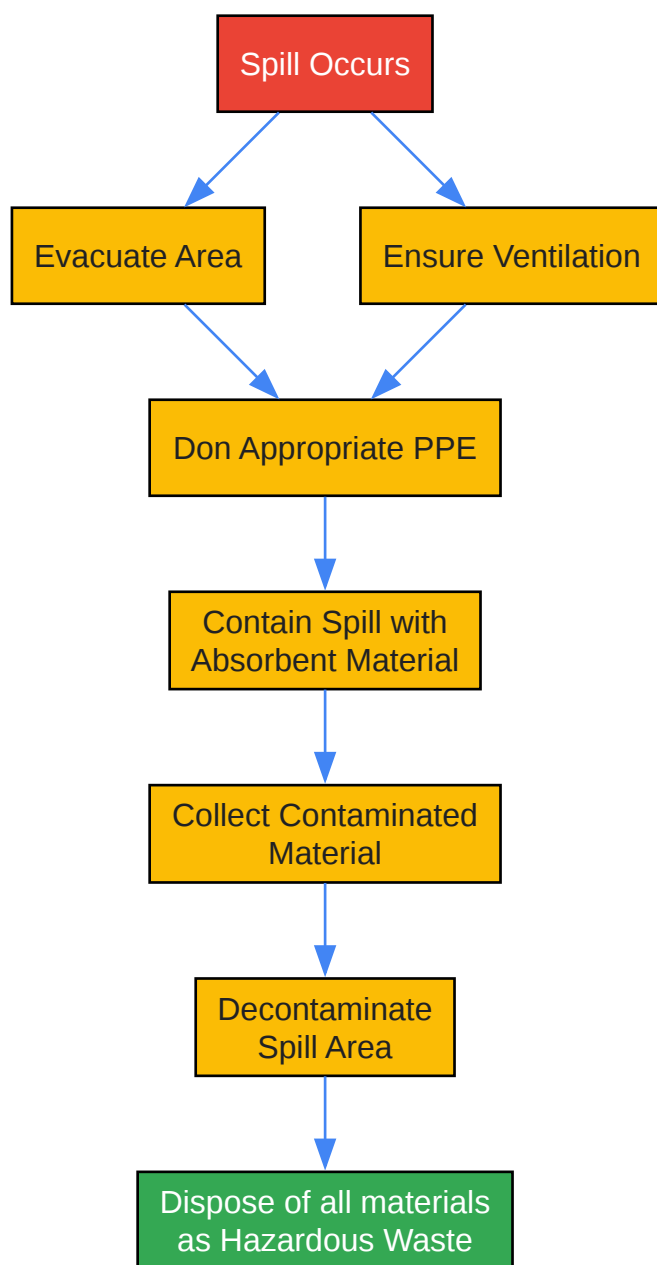 Spill Occurs
Evacuate Area
Ensure Ventilation
Don Appropriate PPE
Contain Spill with
Absorbent Material
Collect Contaminated
Material
Decontaminate
Spill Area
Dispose of all materials
as Hazardous Waste